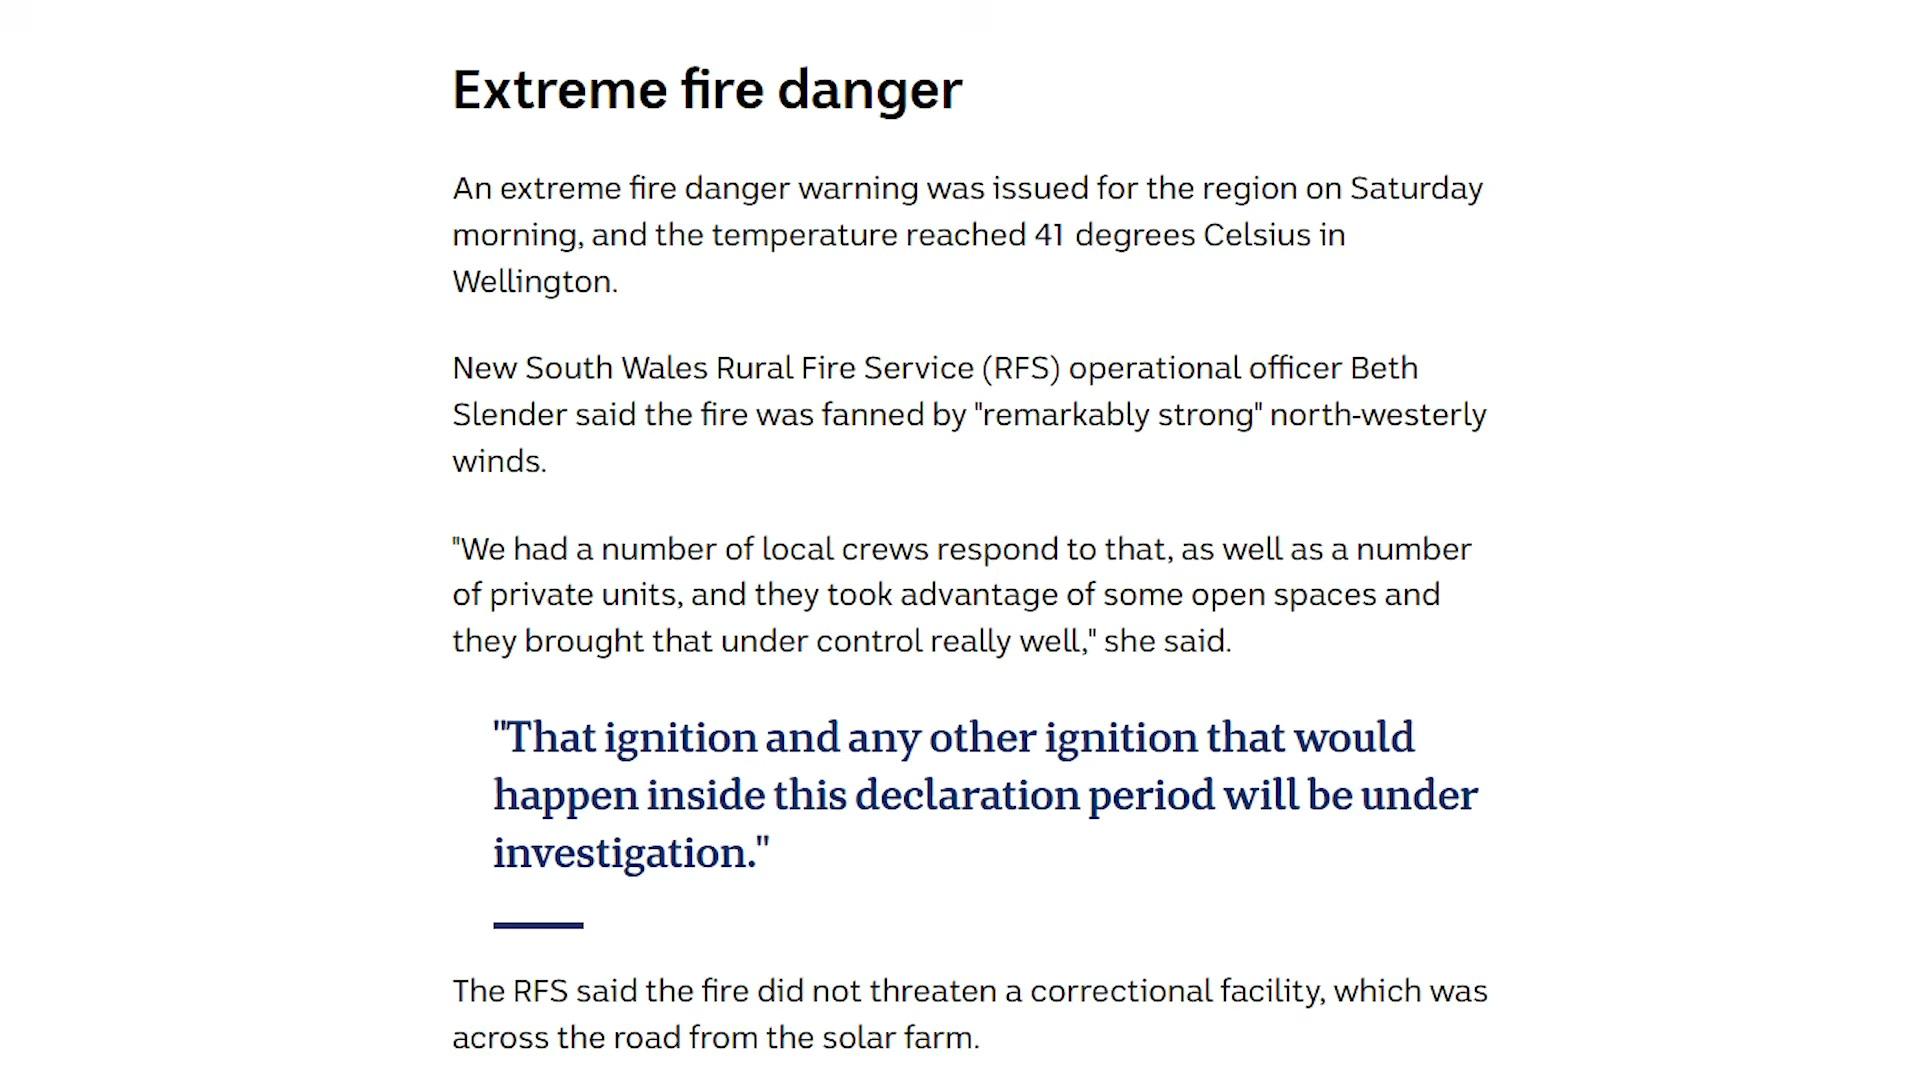 Extreme fire danger
An extreme fire danger warning was issued for the region on Saturday
morning, and the temperature reached 41 degrees Celsius in
Wellington.
New South Wales Rural Fire Service (RFS) operational officer Beth
Slender said the fire was fanned by "remarkably strong" north-westerly
winds.
"We had a number of local crews respond to that, as well as a number
of private units, and they took advantage of some open spaces and
they brought that under control really well," she said.
"That ignition and any other ignition that would
happen inside this declaration period will be under
investigation."
The RFS said the fire did not threaten a correctional facility, which was
across the road from the solar farm.